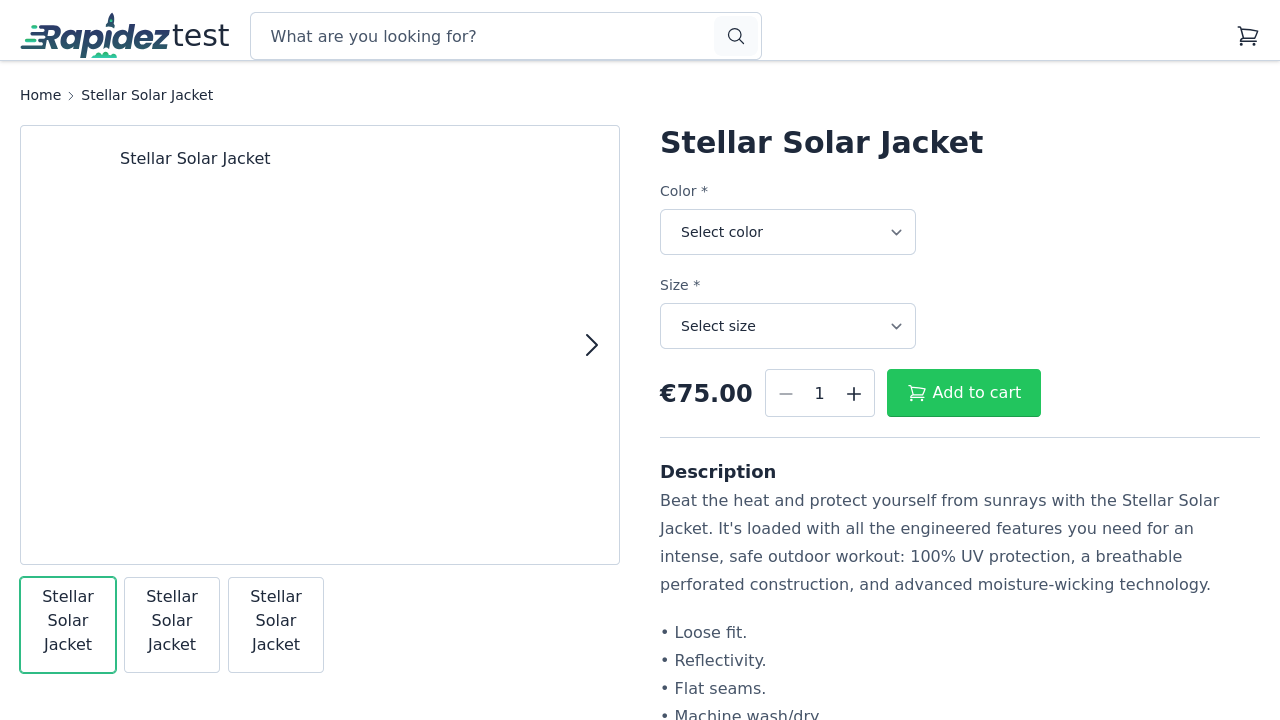 Rapidez test
What are you looking for?
Home
Stellar Solar Jacket
Stellar Solar Jacket
Stellar
Solar
Jacket
Stellar
Solar
Jacket
Stellar
Solar
Jacket
Stellar Solar Jacket
Color *
Select color
Size *
Select size
€75.00
1
Add to cart
Description
Beat the heat and protect yourself from sunrays with the Stellar Solar
Jacket. It's loaded with all the engineered features you need for an
intense, safe outdoor workout: 100% UV protection, a breathable
perforated construction, and advanced moisture-wicking technology.
• Loose fit.
• Reflectivity.
• Flat seams.
• Machine wash/dry.